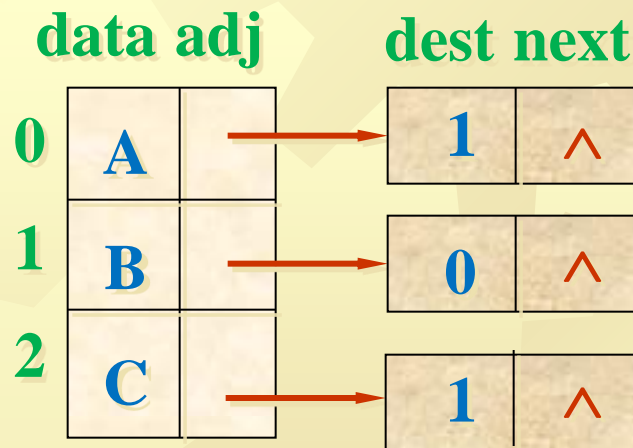 data adj dest next
0 A 1 ∧
1 B 0 ∧
2 C 1 ∧